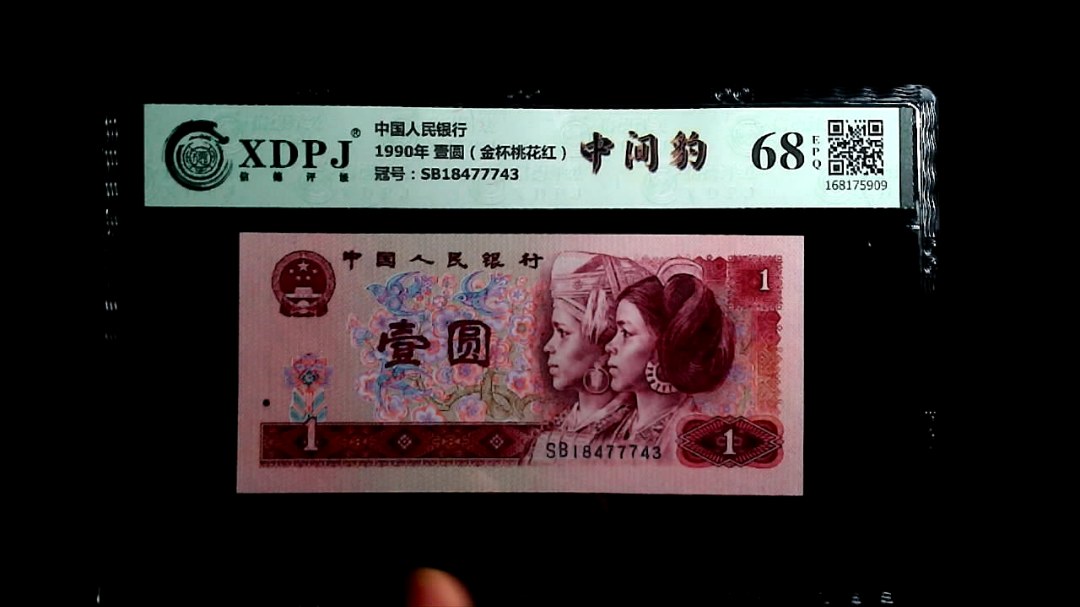 XDPJ®
信德评级
中国人民银行
1990年 壹圆（金杯桃花红）
冠号：SB18477743
中间豹
68
EPQ
168175909
中国人民银行
1
壹圆
1
1
SB18477743